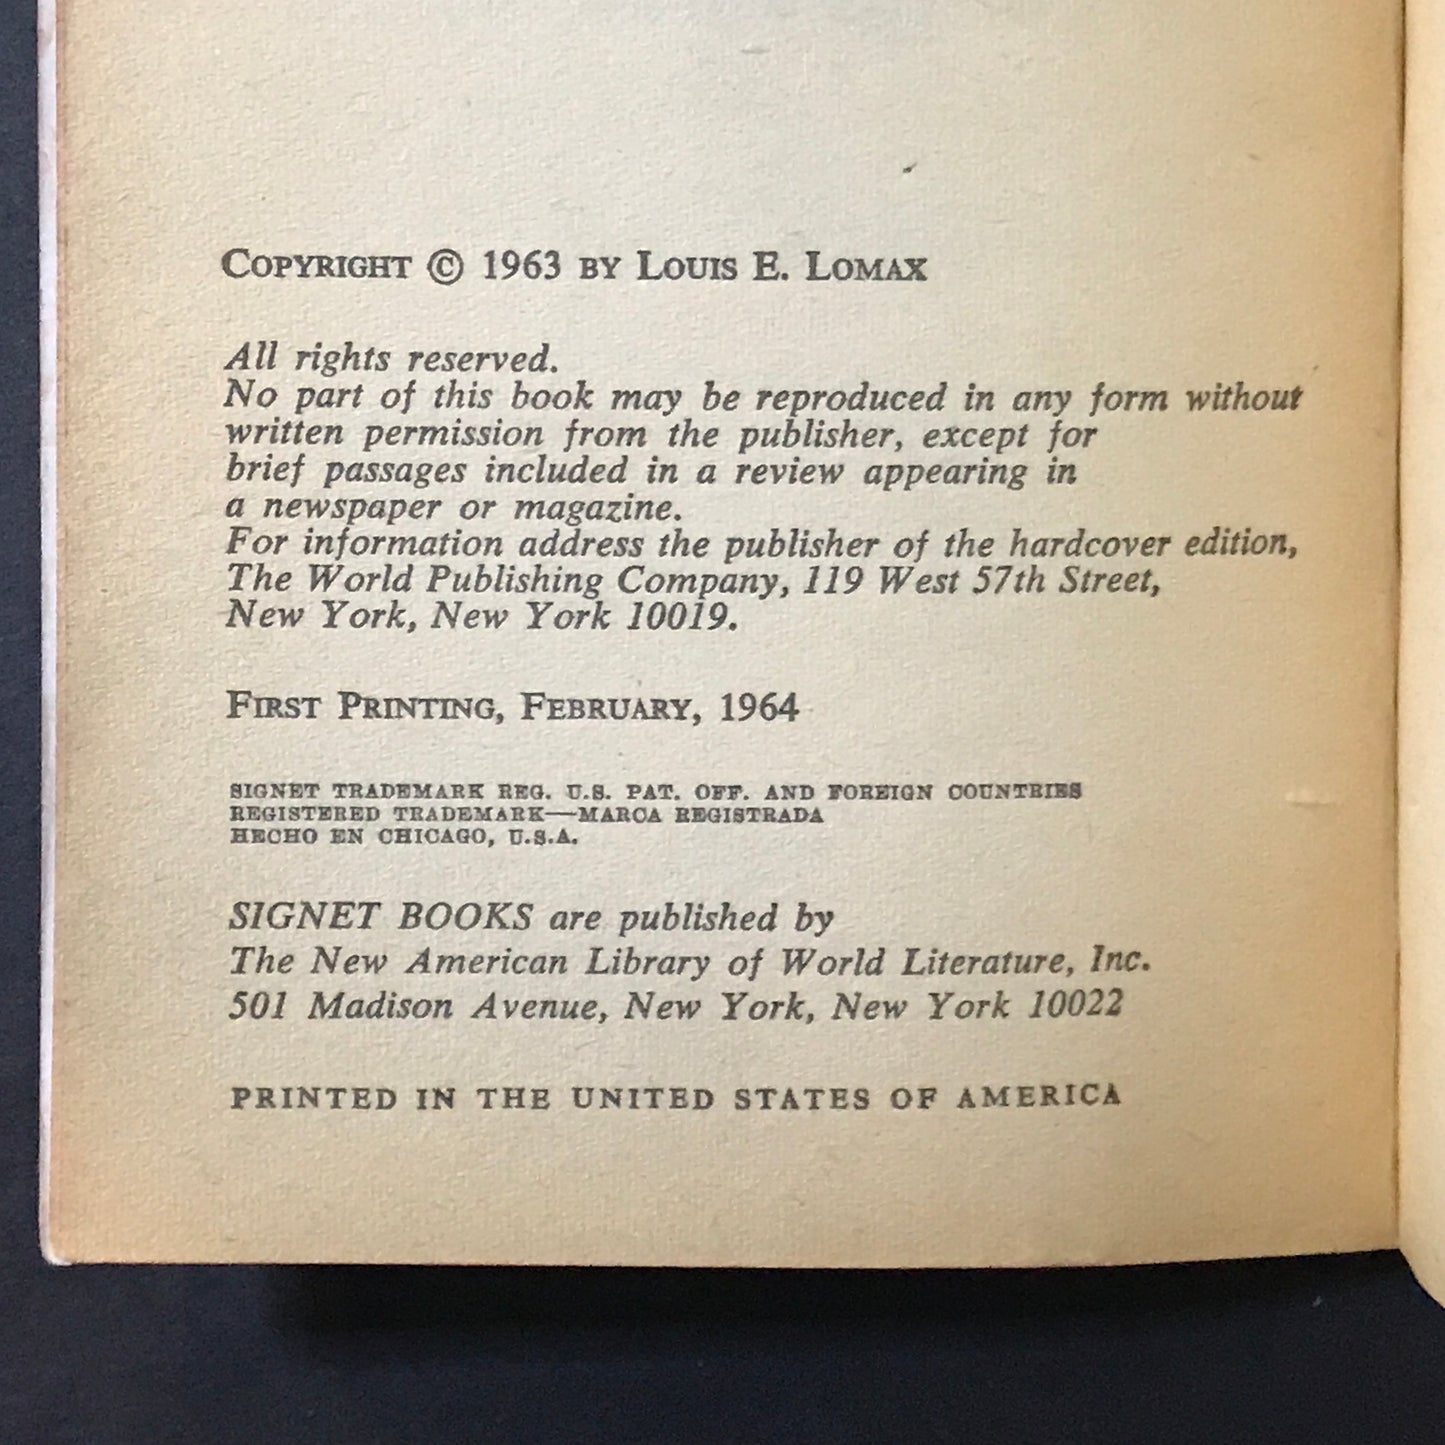 COPYRIGHT © 1963 BY LOUIS E. LOMAX
All rights reserved.
No part of this book may be reproduced in any form without
written permission from the publisher, except for
brief passages included in a review appearing in
a newspaper or magazine.
For information address the publisher of the hardcover edition,
The World Publishing Company, 119 West 57th Street,
New York, New York 10019.
FIRST PRINTING, FEBRUARY, 1964
SIGNET TRADEMARK REG. U.S. PAT. OFF. AND FOREIGN COUNTRIES
REGISTERED TRADEMARK—MARCA REGISTRADA
HECHO EN CHICAGO, U.S.A.
SIGNET BOOKS are published by
The New American Library of World Literature, Inc.
501 Madison Avenue, New York, New York 10022
PRINTED IN THE UNITED STATES OF AMERICA